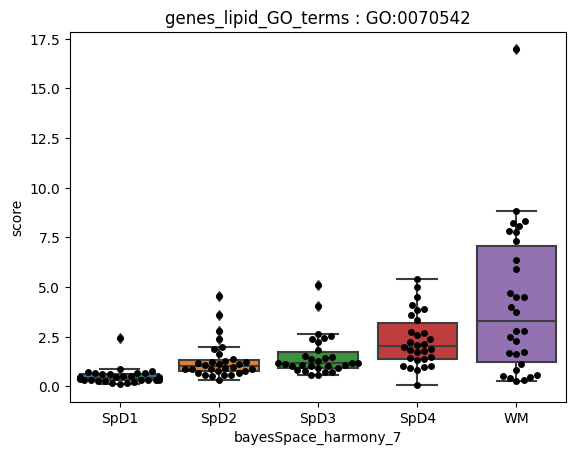 genes_lipid_GO_terms : GO:0070542
17.5
15.0
12.5
10.0
7.5
5.0
2.5
0.0
score
SpD1 SpD2 SpD3 SpD4 WM
bayesSpace_harmony_7